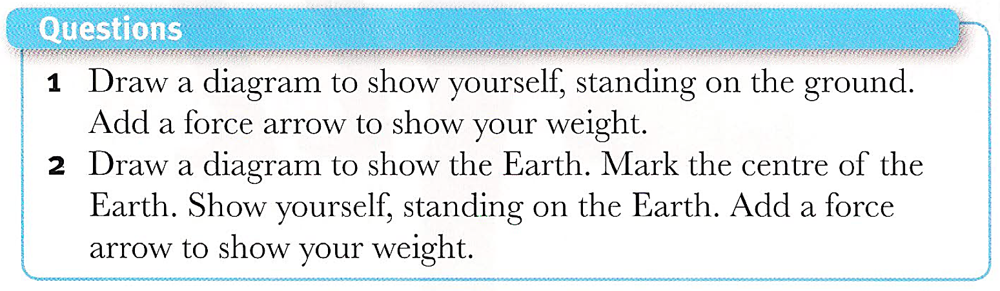 Questions
1 Draw a diagram to show yourself, standing on the ground.
Add a force arrow to show your weight.
2 Draw a diagram to show the Earth. Mark the centre of the
Earth. Show yourself, standing on the Earth. Add a force
arrow to show your weight.